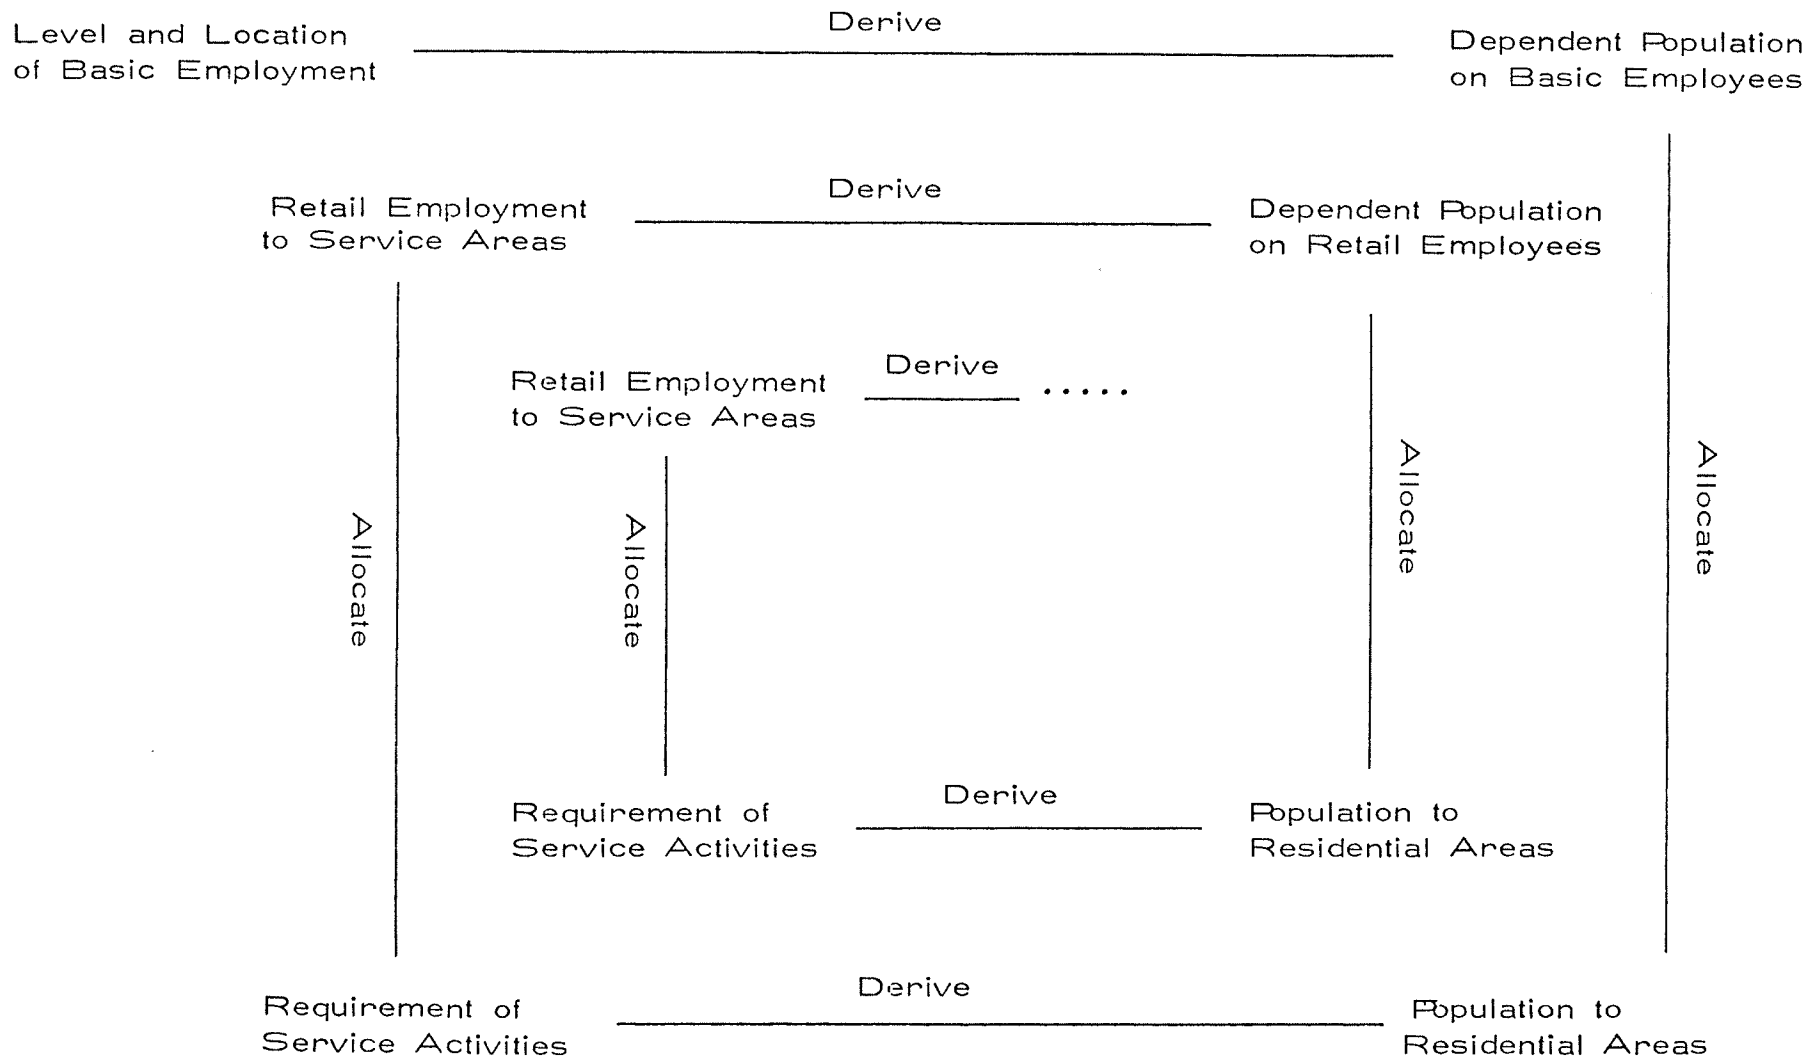 Level and Location
of Basic Employment
Derive
Dependent Population
on Basic Employees
Retail Employment
to Service Areas
Derive
Dependent Population
on Retail Employees
Retail Employment
to Service Areas
Derive
.....
Allocate
Allocate
Allocate
Allocate
Requirement of
Service Activities
Derive
Population to
Residential Areas
Requirement of
Service Activities
Derive
Population to
Residential Areas